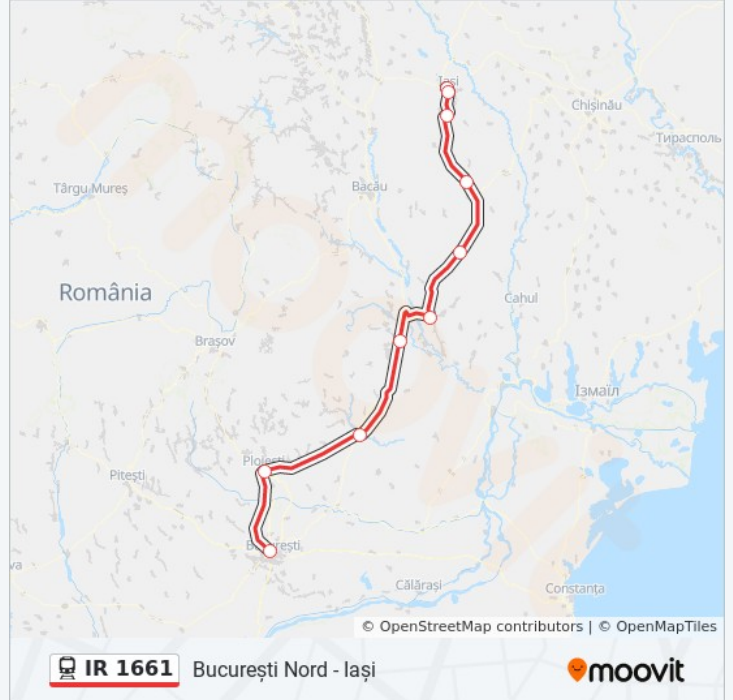 Iași
Chișinău
Тирасполь
Târgu Mureș
Bacău
România
Cahul
Brașov
Ізмаїл
Ploiești
Pitești
București
Călărași
Constanța
© OpenStreetMap contributors | © OpenMapTiles
IR 1661 București Nord - Iași
moovit